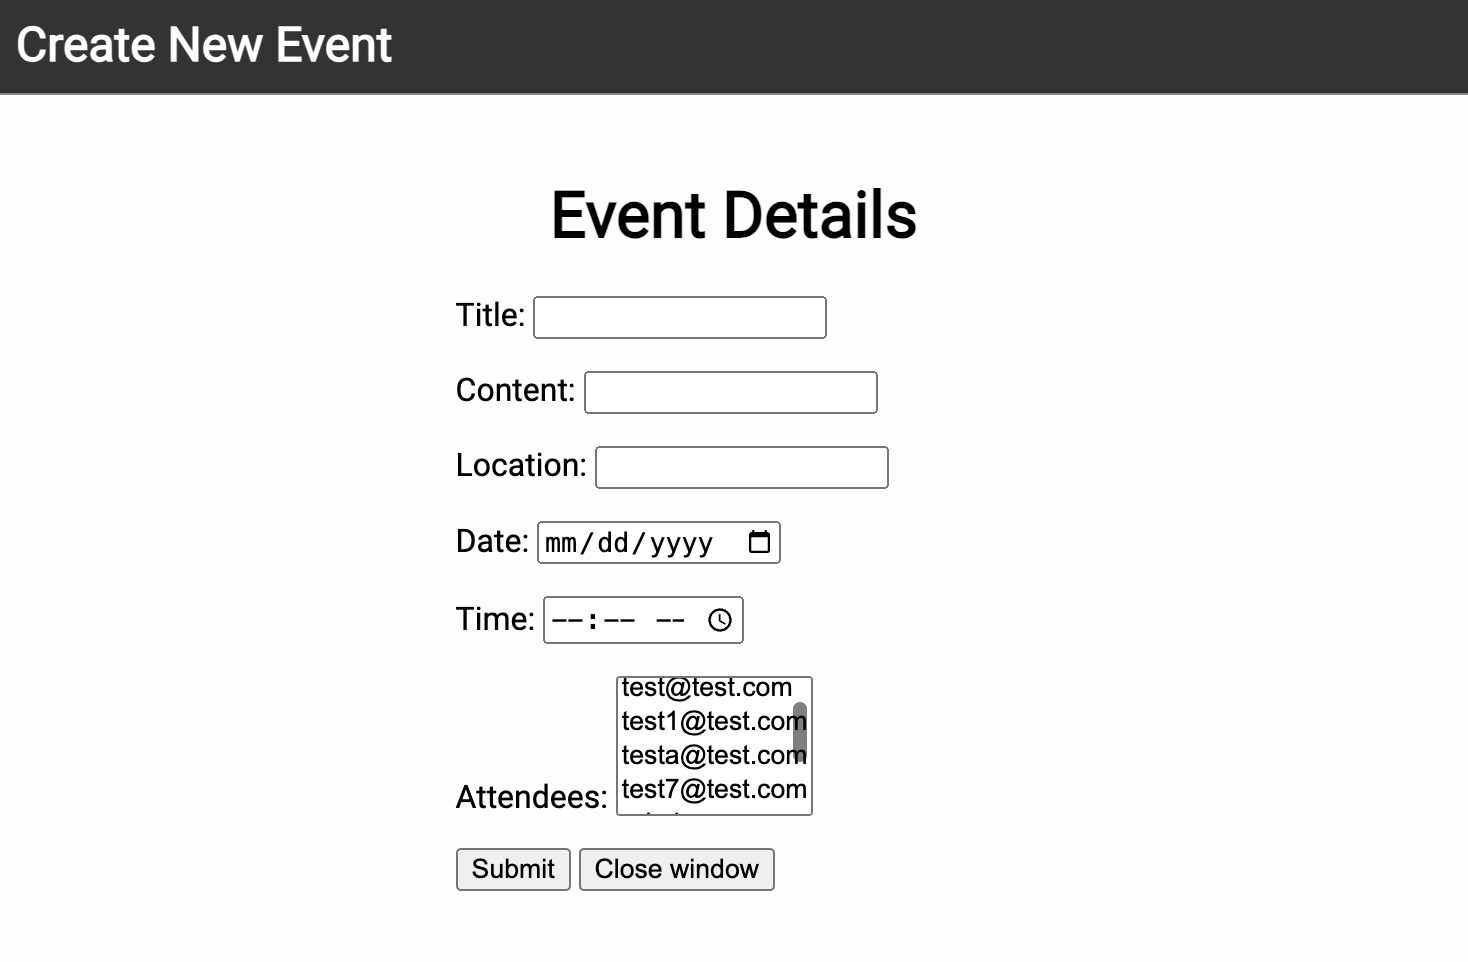 Create New Event
Event Details
Title:
Content:
Location:
Date: mm/dd/yyyy
Time: --:-- --
test@test.com
test1@test.com
testa@test.com
test7@test.com
Attendees:
Submit Close window